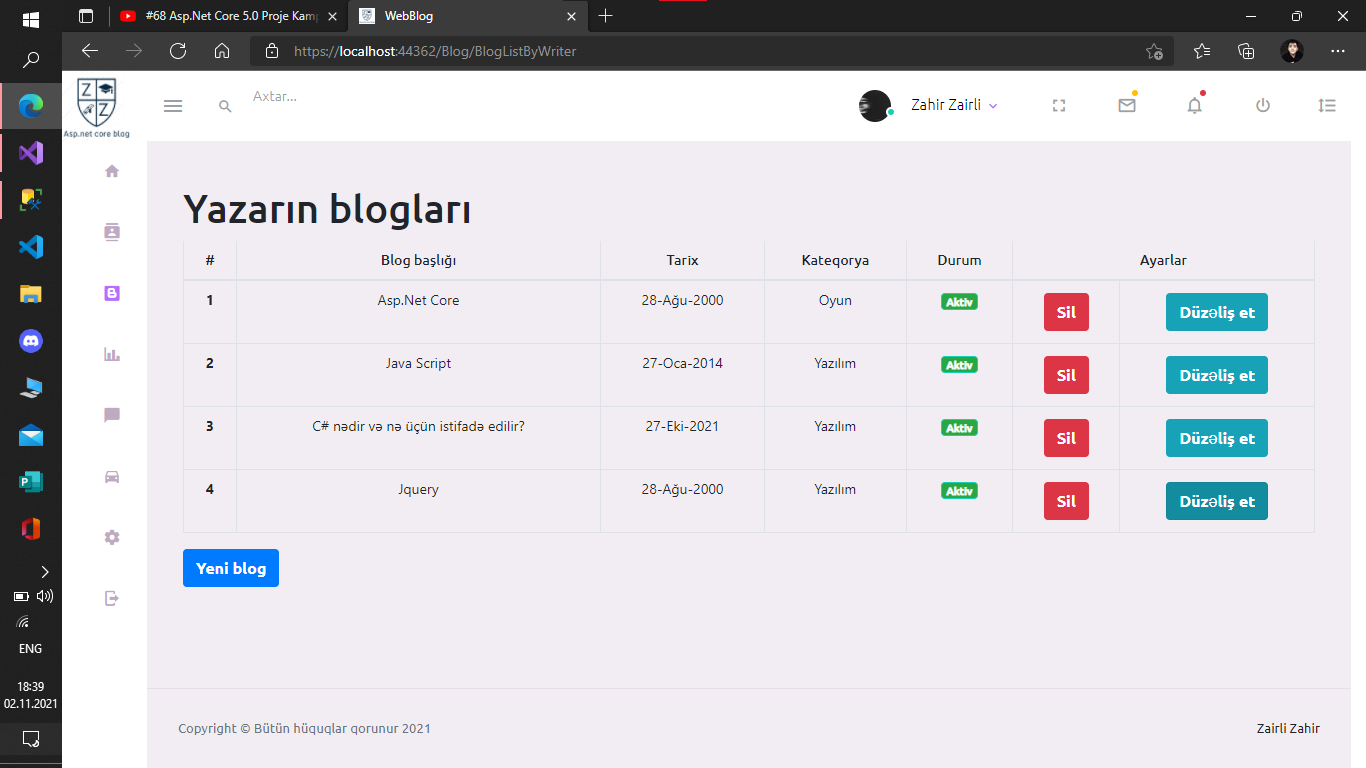 #68 Asp.Net Core 5.0 Proje Kam
WebBlog
https://localhost:44362/Blog/BlogListByWriter
Z Z
Asp.net core blog
Axtar...
Zahir Zairli
Yazarın blogları
# Blog başlığı Tarix Kateqorya Durum Ayarlar
1 Asp.Net Core 28-Ağu-2000 Oyun Aktiv Sil Düzəliş et
2 Java Script 27-Oca-2014 Yazılım Aktiv Sil Düzəliş et
3 C# nədir və nə üçün istifadə edilir? 27-Eki-2021 Yazılım Aktiv Sil Düzəliş et
4 Jquery 28-Ağu-2000 Yazılım Aktiv Sil Düzəliş et
Yeni blog
Copyright © Bütün hüquqlar qorunur 2021
Zairli Zahir
ENG
18:39
02.11.2021